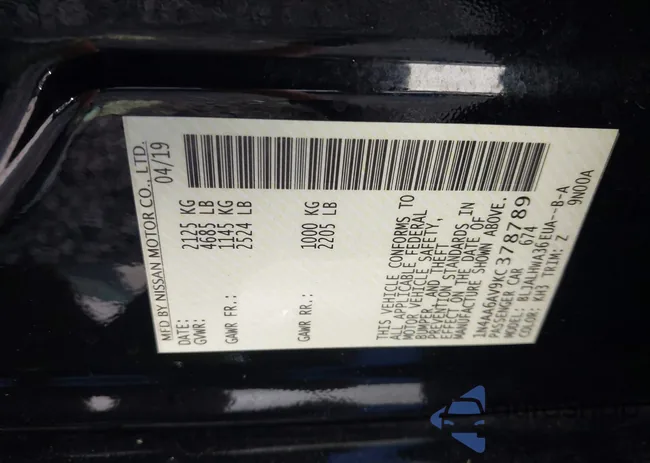 MFD BY NISSAN MOTOR CO., LTD.
DATE: 04/19
GVWR: 2125 KG
4685 LB
GAWR FR.: 1145 KG
2524 LB
GAWR RR.: 1000 KG
2205 LB
THIS VEHICLE CONFORMS TO
ALL APPLICABLE FEDERAL
MOTOR VEHICLE SAFETY,
BUMPER, AND THEFT
PREVENTION STANDARDS IN
EFFECT ON THE DATE OF
MANUFACTURE SHOWN ABOVE.
1N4AA6AV9KC378789
PASSENGER CAR 674
MODEL: BLJALHWA36EUA--B-A
COLOR: KH3 TRIM: Z 9N00A